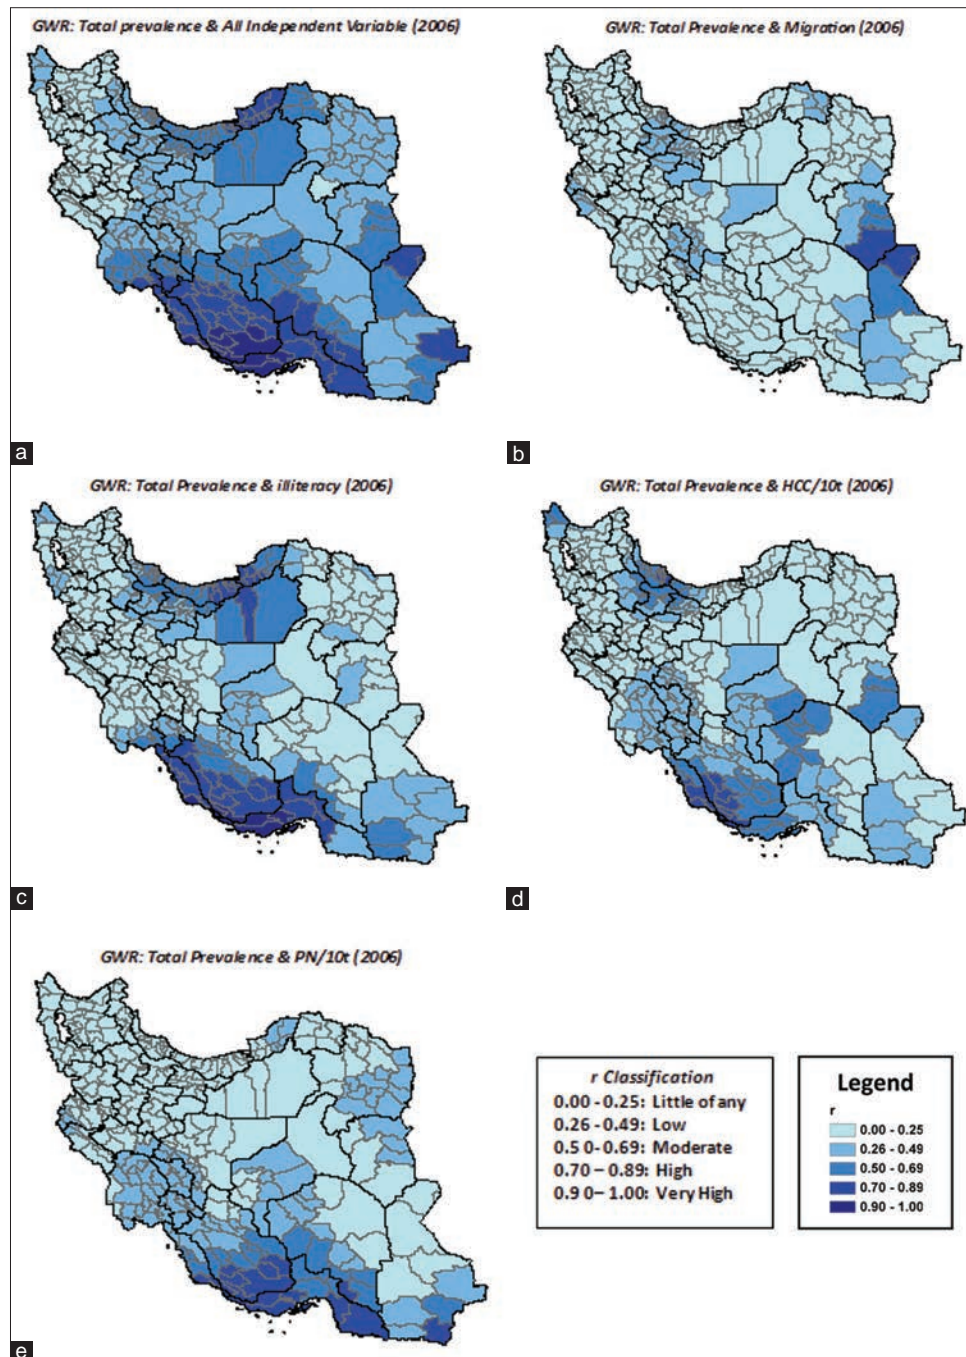 GWR: Total prevalence & All Independent Variable (2006)
GWR: Total Prevalence & Migration (2006)
a
b
GWR: Total Prevalence & illiteracy (2006)
GWR: Total Prevalence & HCC/10t (2006)
c
d
GWR: Total Prevalence & PN/10t (2006)
r Classification
0.00 - 0.25: Little of any
0.26 - 0.49: Low
0.50- 0.69: Moderate
0.70 – 0.89: High
0.90– 1.00: Very High
Legend
r
0.00 - 0.25
0.26 - 0.49
0.50 - 0.69
0.70 - 0.89
0.90 - 1.00
e